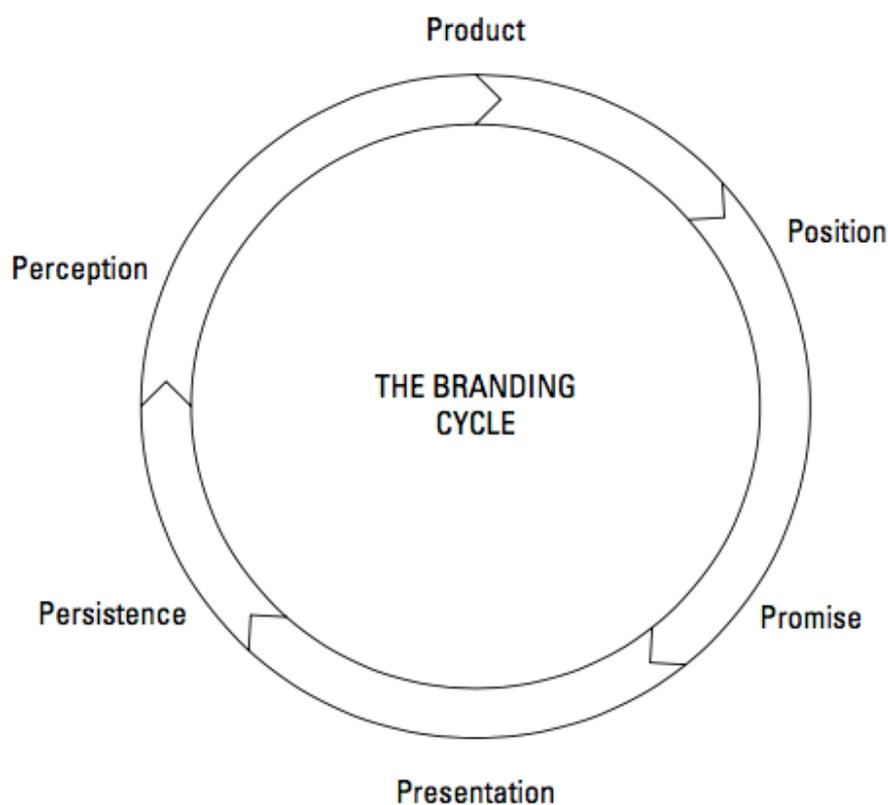 Product
Position
Perception
THE BRANDING
CYCLE
Persistence
Promise
Presentation